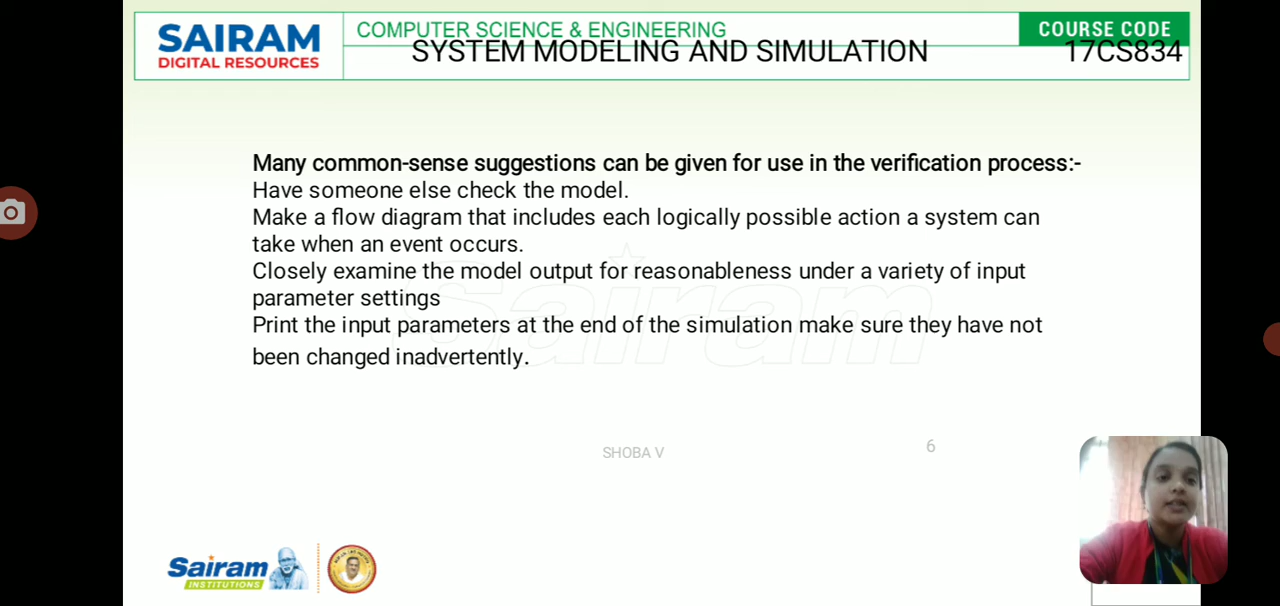 SAIRAM
DIGITAL RESOURCES
COMPUTER SCIENCE & ENGINEERING
SYSTEM MODELING AND SIMULATION
COURSE CODE
17CS834
Many common-sense suggestions can be given for use in the verification process:-
Have someone else check the model.
Make a flow diagram that includes each logically possible action a system can
take when an event occurs.
Closely examine the model output for reasonableness under a variety of input
parameter settings
Print the input parameters at the end of the simulation make sure they have not
been changed inadvertently.
Sairam
SHOBA V
6
Sairam
INSTITUTIONS